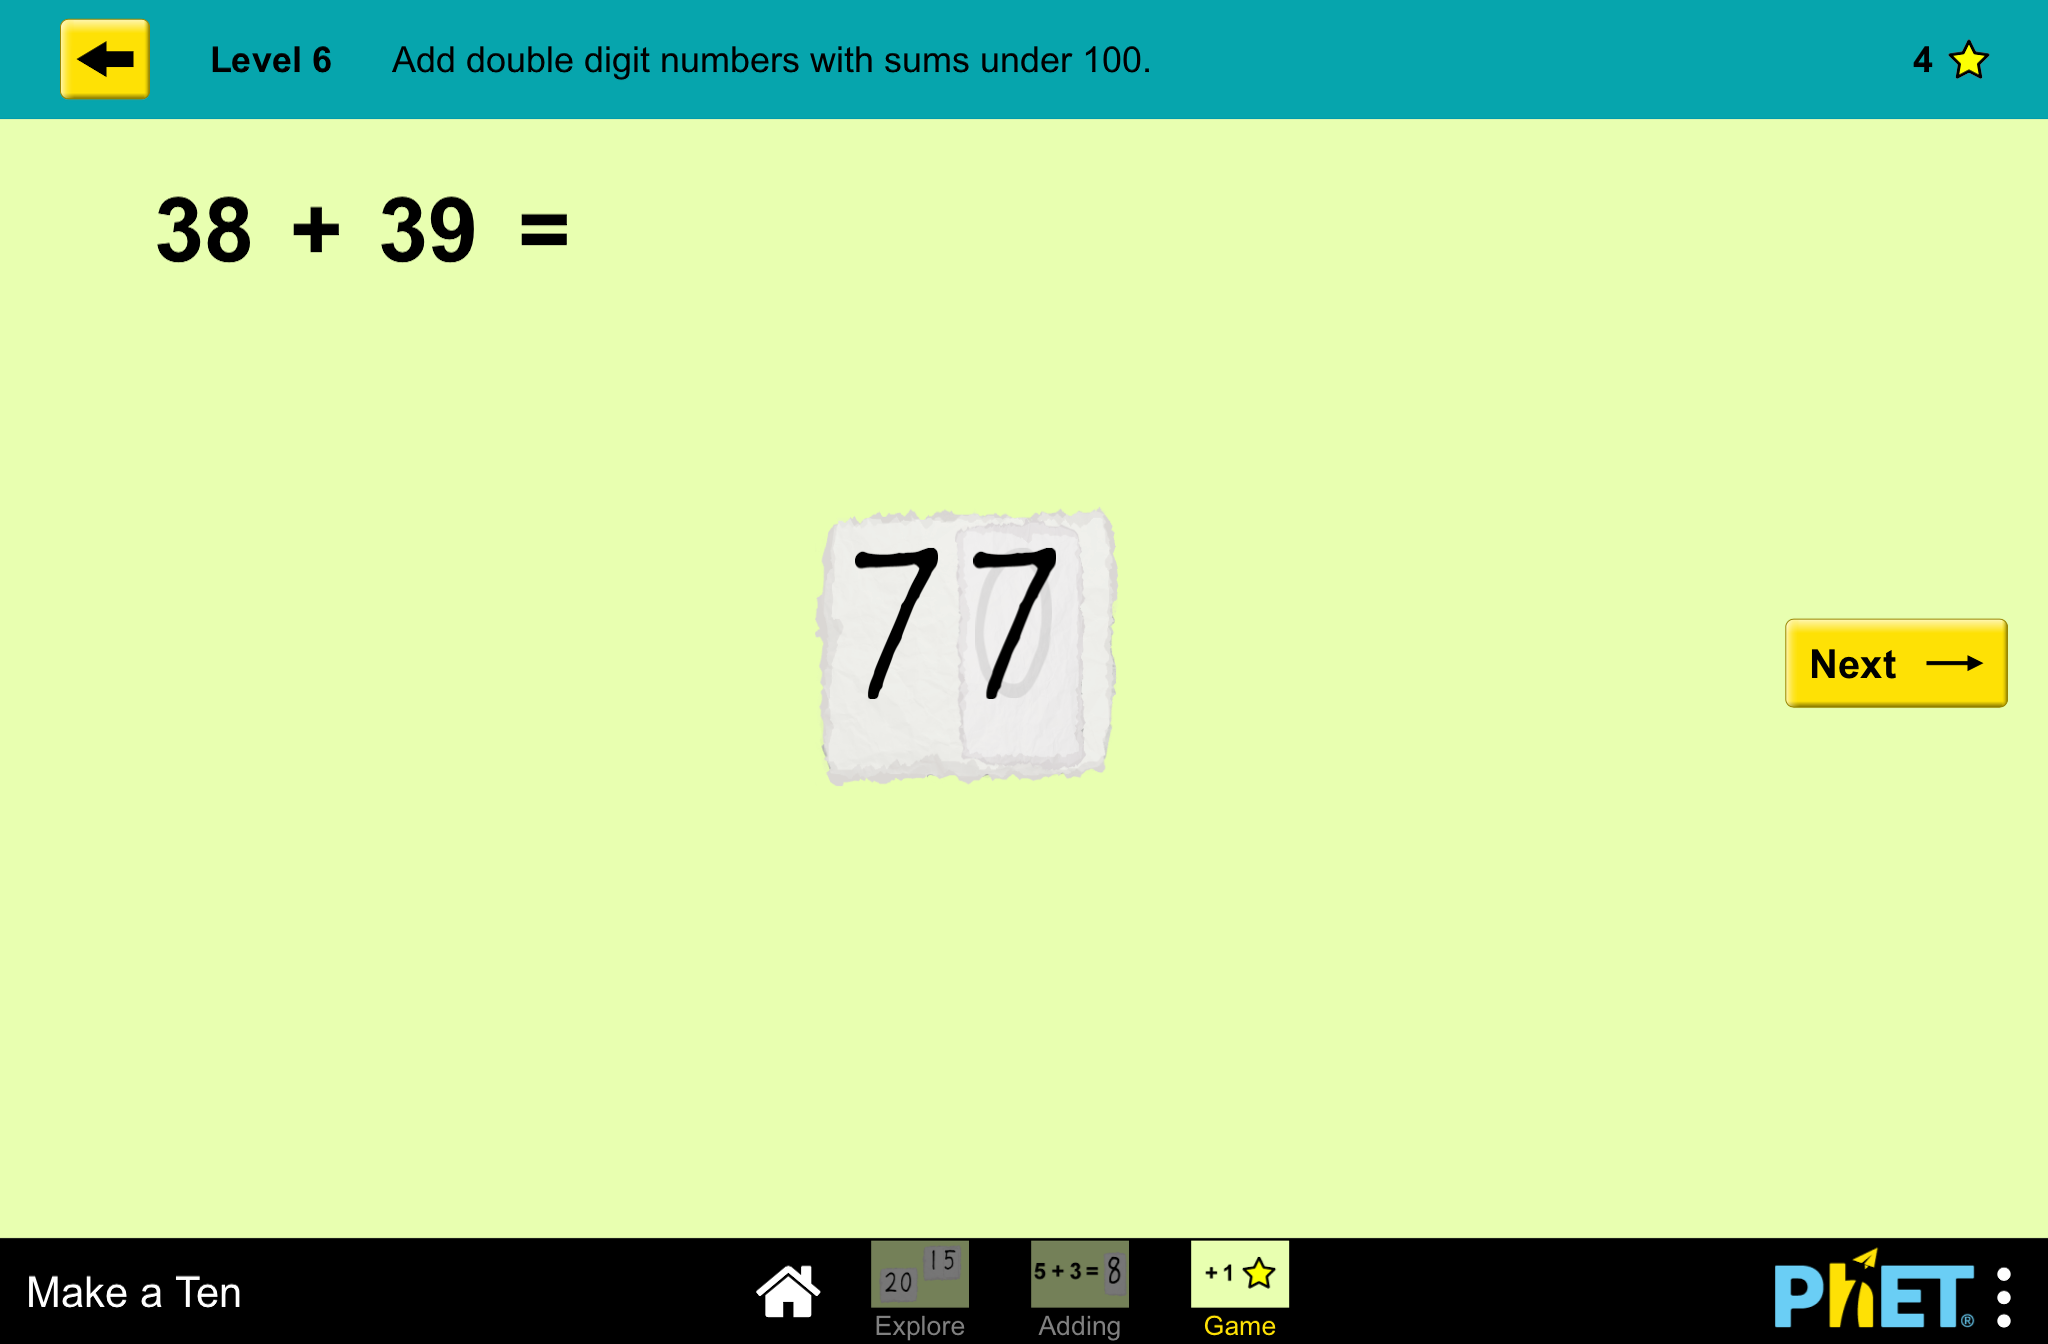 Level 6 Add double digit numbers with sums under 100. 4
38 + 39 =
77
Next
Make a Ten
20 15
Explore
5 + 3 = 8
Adding
+ 1
Game
PhET®